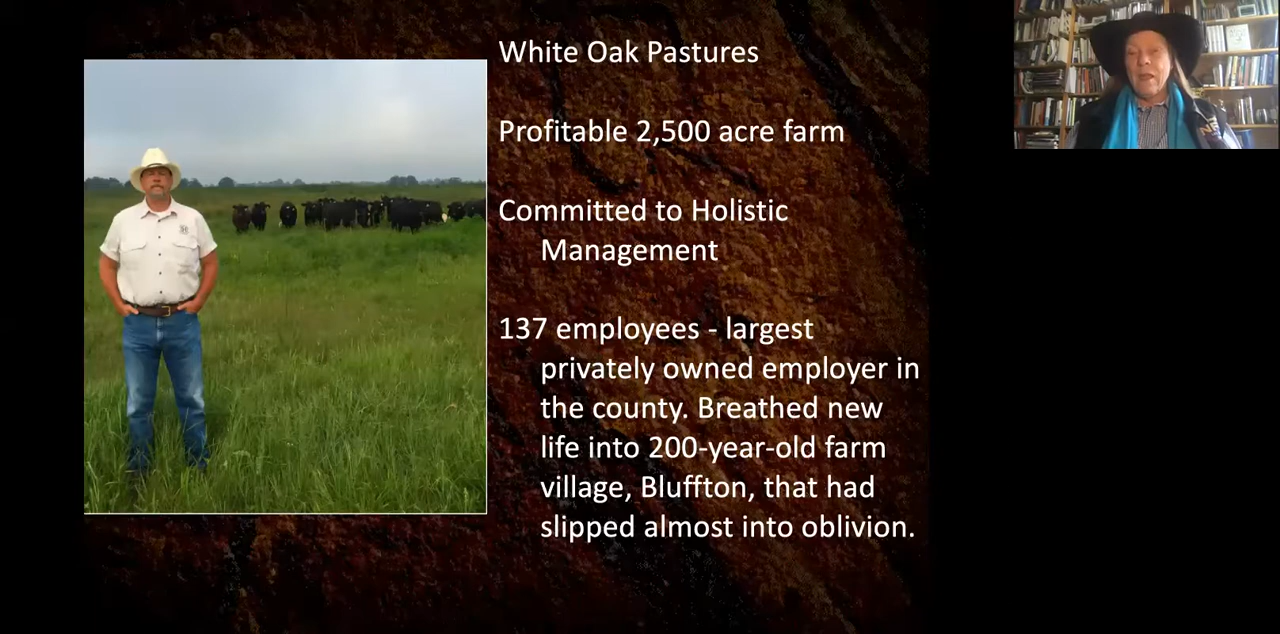 White Oak Pastures
Profitable 2,500 acre farm
Committed to Holistic
Management
137 employees - largest
privately owned employer in
the county. Breathed new
life into 200-year-old farm
village, Bluffton, that had
slipped almost into oblivion.